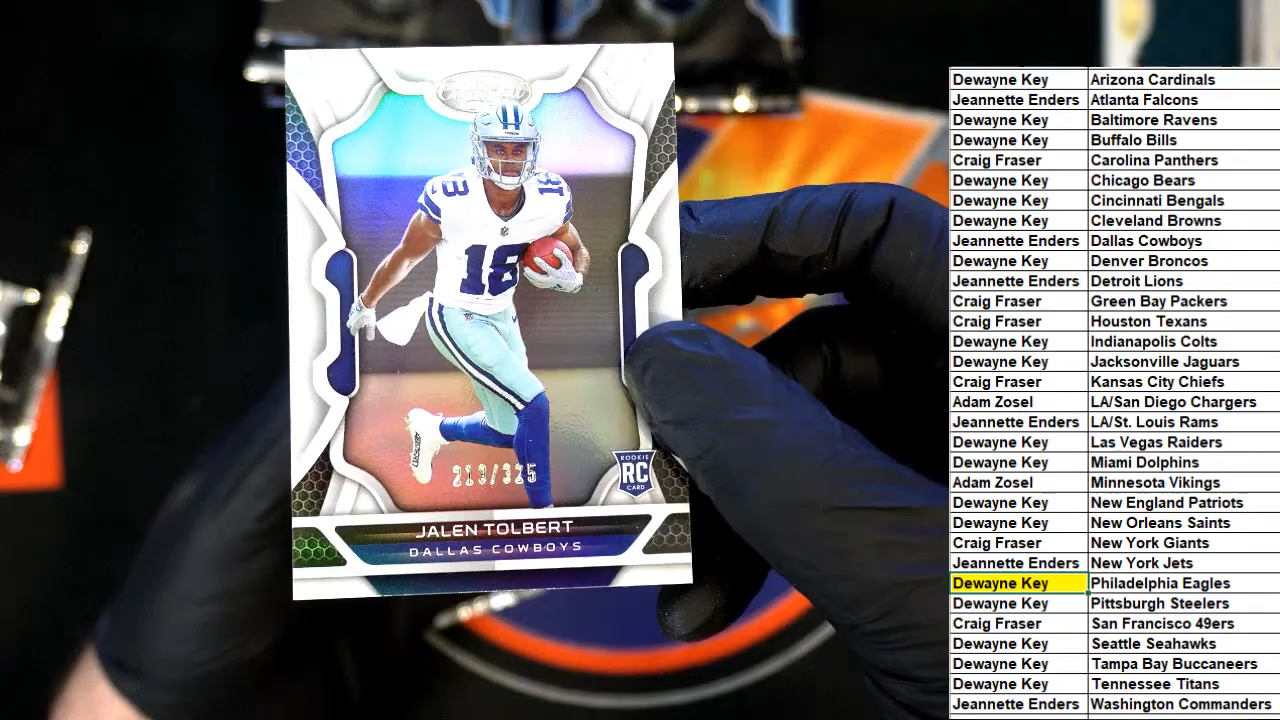 18
18
18
213/325
ROOKIE
RC
CARD
JALEN TOLBERT
DALLAS COWBOYS
Dewayne Key Arizona Cardinals
Jeannette Enders Atlanta Falcons
Dewayne Key Baltimore Ravens
Dewayne Key Buffalo Bills
Craig Fraser Carolina Panthers
Dewayne Key Chicago Bears
Dewayne Key Cincinnati Bengals
Dewayne Key Cleveland Browns
Jeannette Enders Dallas Cowboys
Dewayne Key Denver Broncos
Jeannette Enders Detroit Lions
Craig Fraser Green Bay Packers
Craig Fraser Houston Texans
Dewayne Key Indianapolis Colts
Dewayne Key Jacksonville Jaguars
Craig Fraser Kansas City Chiefs
Adam Zosel LA/San Diego Chargers
Jeannette Enders LA/St. Louis Rams
Dewayne Key Las Vegas Raiders
Dewayne Key Miami Dolphins
Adam Zosel Minnesota Vikings
Dewayne Key New England Patriots
Dewayne Key New Orleans Saints
Craig Fraser New York Giants
Jeannette Enders New York Jets
Dewayne Key Philadelphia Eagles
Dewayne Key Pittsburgh Steelers
Craig Fraser San Francisco 49ers
Dewayne Key Seattle Seahawks
Dewayne Key Tampa Bay Buccaneers
Dewayne Key Tennessee Titans
Jeannette Enders Washington Commanders